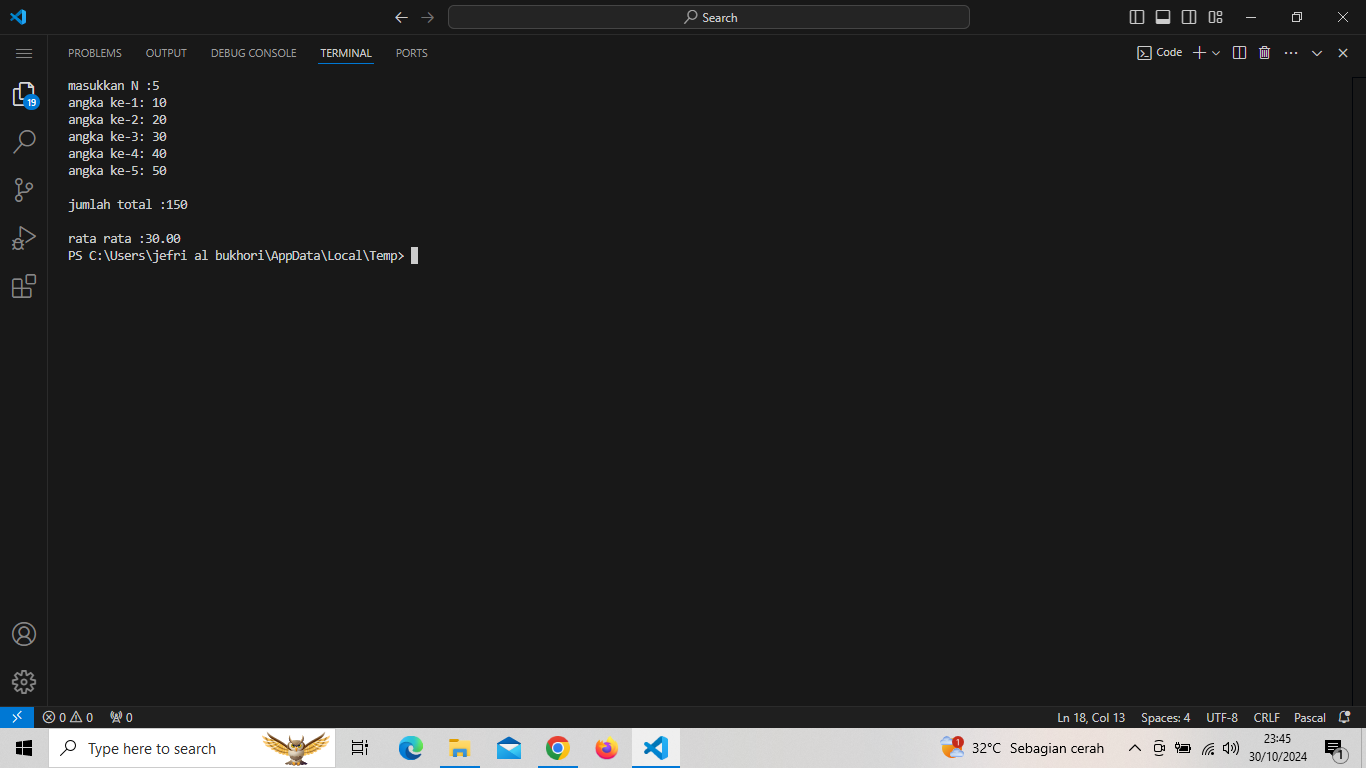 Search
PROBLEMS OUTPUT DEBUG CONSOLE TERMINAL PORTS
Code
19
masukkan N :5
angka ke-1: 10
angka ke-2: 20
angka ke-3: 30
angka ke-4: 40
angka ke-5: 50
jumlah total :150
rata rata :30.00
PS C:\Users\jefri al bukhori\AppData\Local\Temp>
0 0 0
Ln 18, Col 13 Spaces: 4 UTF-8 CRLF Pascal
Type here to search
1
32°C Sebagian cerah
23:45
30/10/2024
1